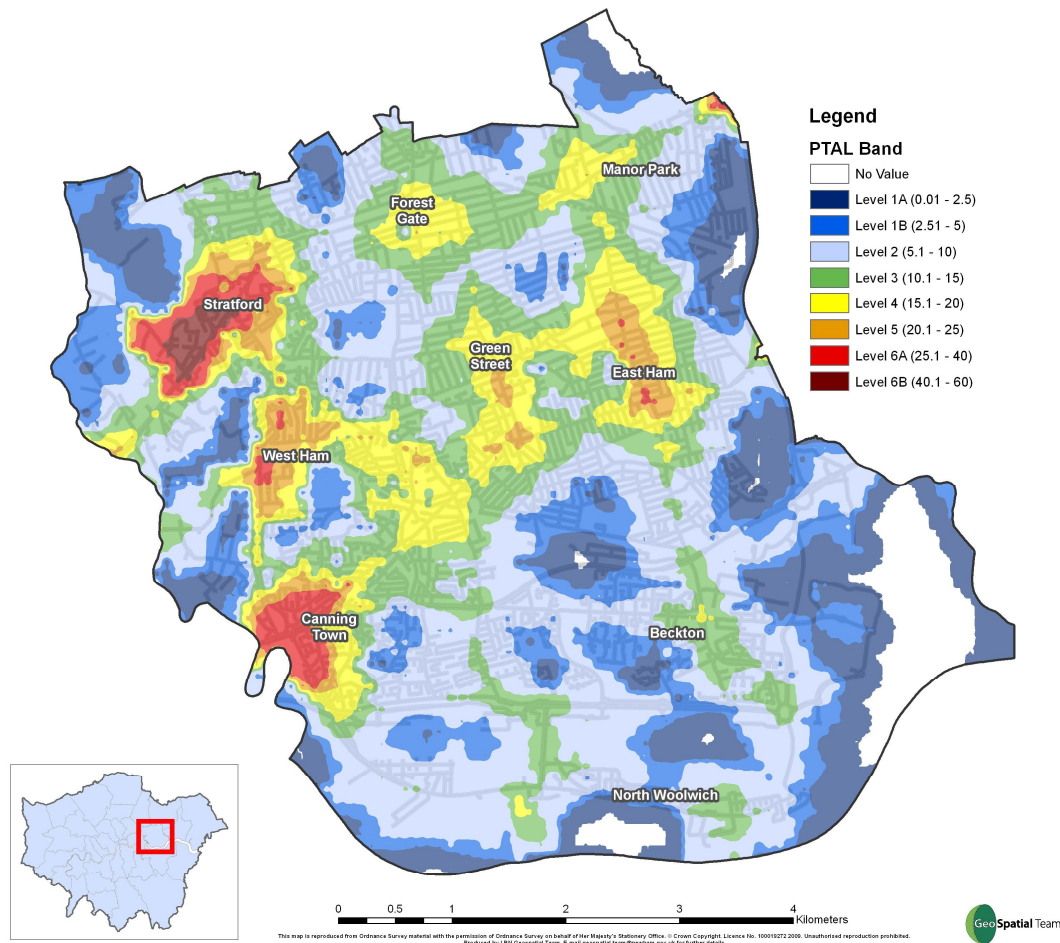 Legend
PTAL Band
No Value
Level 1A (0.01 - 2.5)
Level 1B (2.51 - 5)
Level 2 (5.1 - 10)
Level 3 (10.1 - 15)
Level 4 (15.1 - 20)
Level 5 (20.1 - 25)
Level 6A (25.1 - 40)
Level 6B (40.1 - 60)
Manor Park
Forest
Gate
Stratford
Green
Street
East Ham
West Ham
Canning
Town
Beckton
North Woolwich
0 0.5 1 2 3 4
Kilometers
GeoSpatial Team
This map is reproduced from Ordnance Survey material with the permission of Ordnance Survey on behalf of Her Majesty's Stationery Office. © Crown Copyright. Licence No. 100019272 2009. Unauthorised reproduction prohibited.